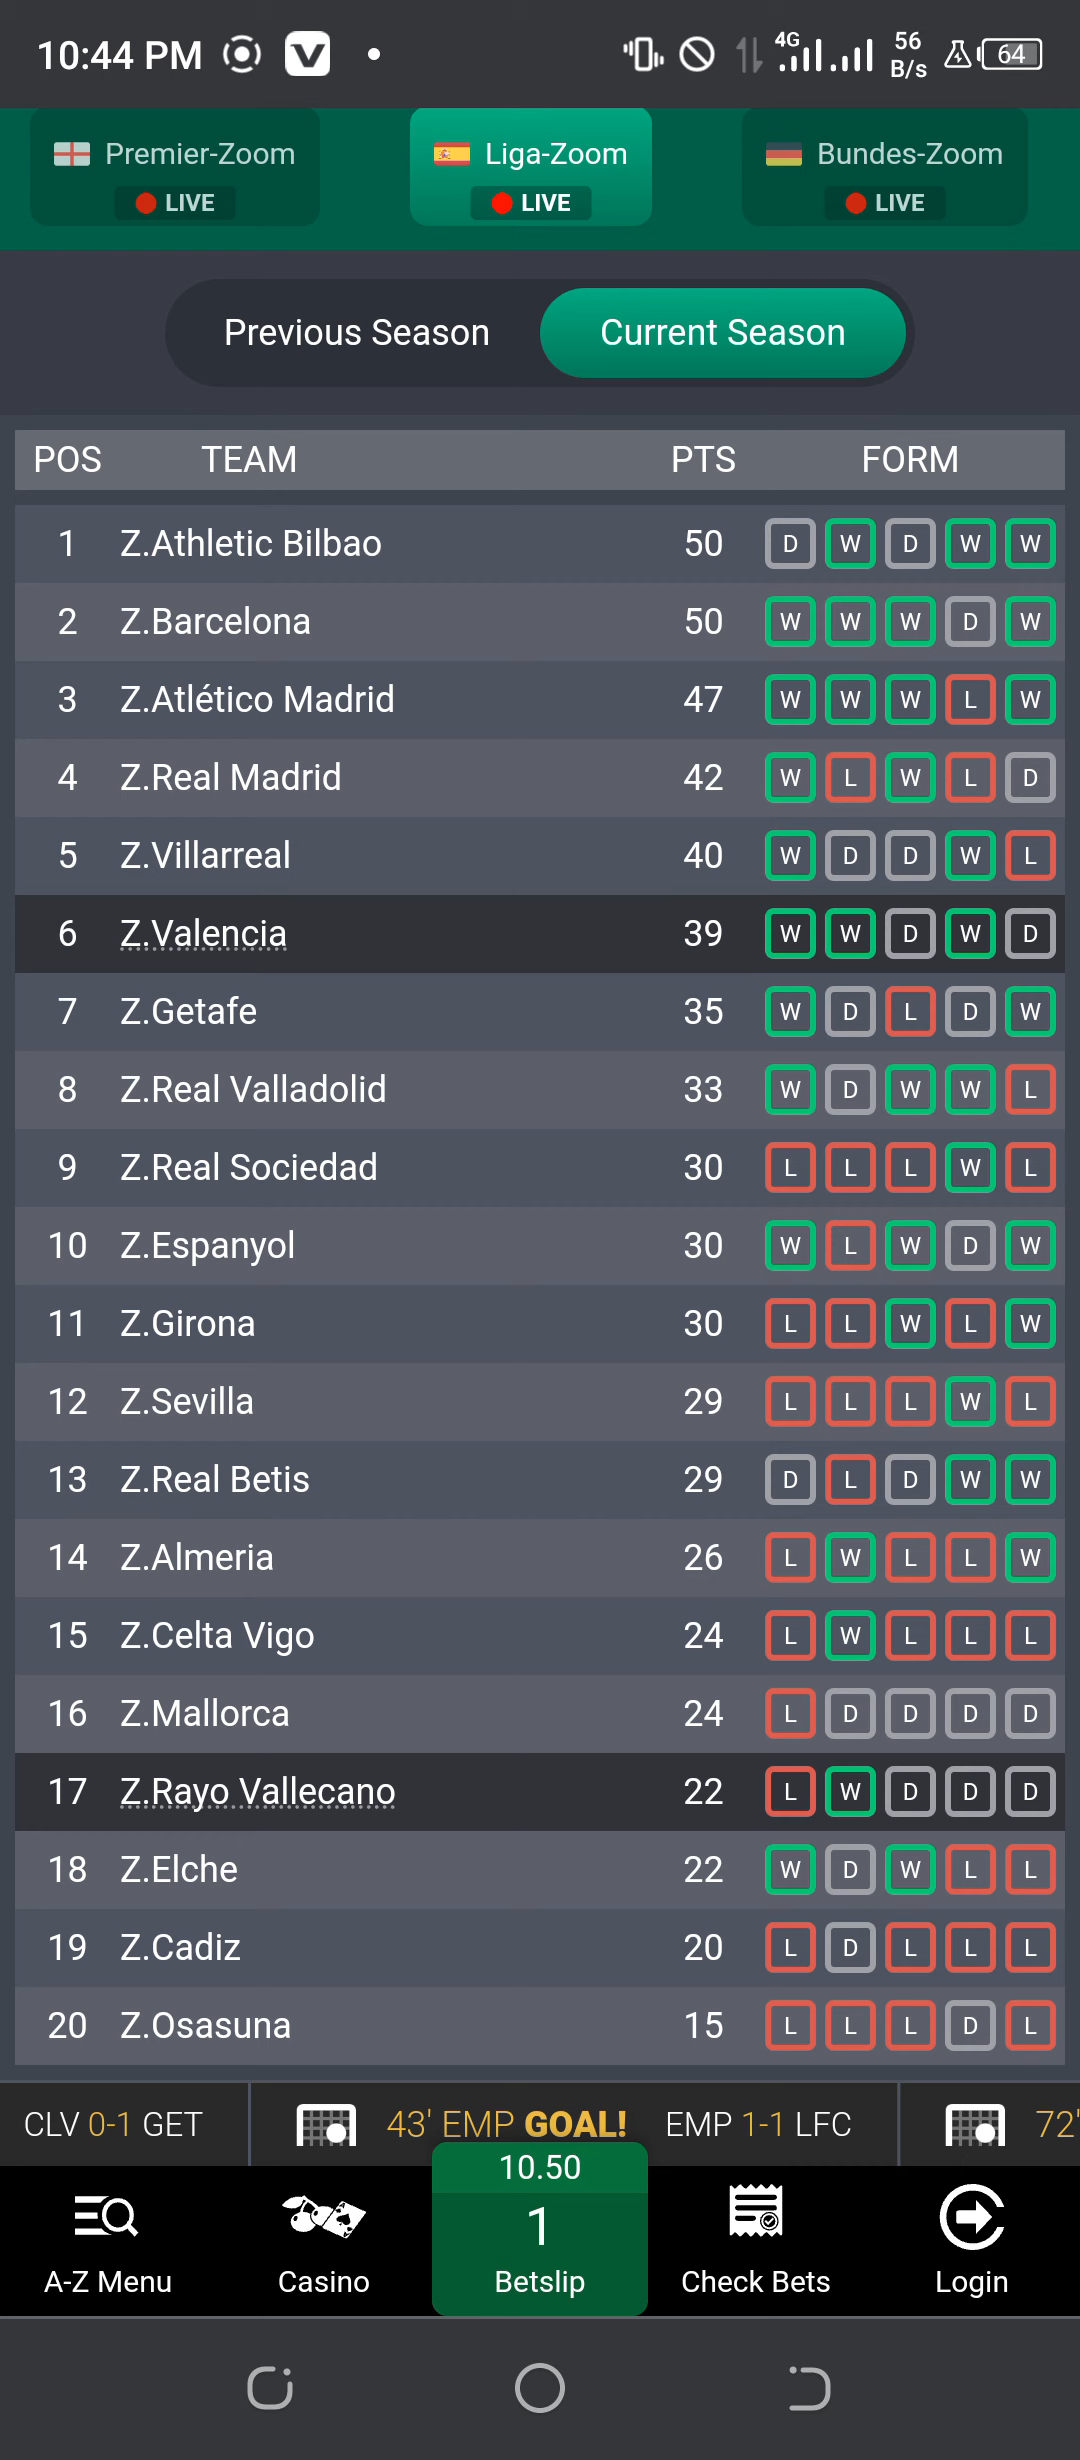 10:44 PM
4G
56 B/s
64
Premier-Zoom
LIVE
Liga-Zoom
LIVE
Bundes-Zoom
LIVE
Previous Season
Current Season
POS TEAM PTS FORM
1 Z.Athletic Bilbao 50 D W D W W
2 Z.Barcelona 50 W W W D W
3 Z.Atlético Madrid 47 W W W L W
4 Z.Real Madrid 42 W L W L D
5 Z.Villarreal 40 W D D W L
6 Z.Valencia 39 W W D W D
7 Z.Getafe 35 W D L D W
8 Z.Real Valladolid 33 W D W W L
9 Z.Real Sociedad 30 L L L W L
10 Z.Espanyol 30 W L W D W
11 Z.Girona 30 L L W L W
12 Z.Sevilla 29 L L L W L
13 Z.Real Betis 29 D L D W W
14 Z.Almeria 26 L W L L W
15 Z.Celta Vigo 24 L W L L L
16 Z.Mallorca 24 L D D D D
17 Z.Rayo Vallecano 22 L W D D D
18 Z.Elche 22 W D W L L
19 Z.Cadiz 20 L D L L L
20 Z.Osasuna 15 L L L D L
CLV 0-1 GET 43' EMP GOAL! EMP 1-1 LFC 72'
10.50
1
A-Z Menu
Casino
Betslip
Check Bets
Login